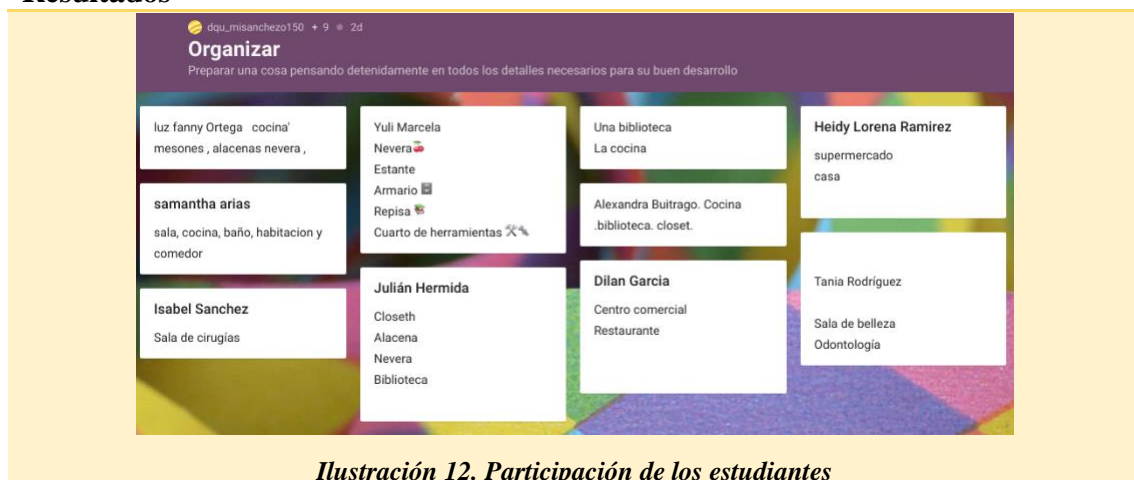 Resultados
dqu_misanchezo150 + 9 • 2d
Organizar
Preparar una cosa pensando detenidamente en todos los detalles necesarios para su buen desarrollo
luz fanny Ortega cocina'
mesones , alacenas nevera ,
samantha arias
sala, cocina, baño, habitacion y
comedor
Isabel Sanchez
Sala de cirugías
Yuli Marcela
Nevera🍒
Estante
Armario 🗄
Repisa 📚
Cuarto de herramientas 🛠🔩
Julián Hermida
Closeth
Alacena
Nevera
Biblioteca
Una biblioteca
La cocina
Alexandra Buitrago. Cocina
.biblioteca. closet.
Dilan Garcia
Centro comercial
Restaurante
Heidy Lorena Ramirez
supermercado
casa
Tania Rodríguez
Sala de belleza
Odontología
Ilustración 12. Participación de los estudiantes